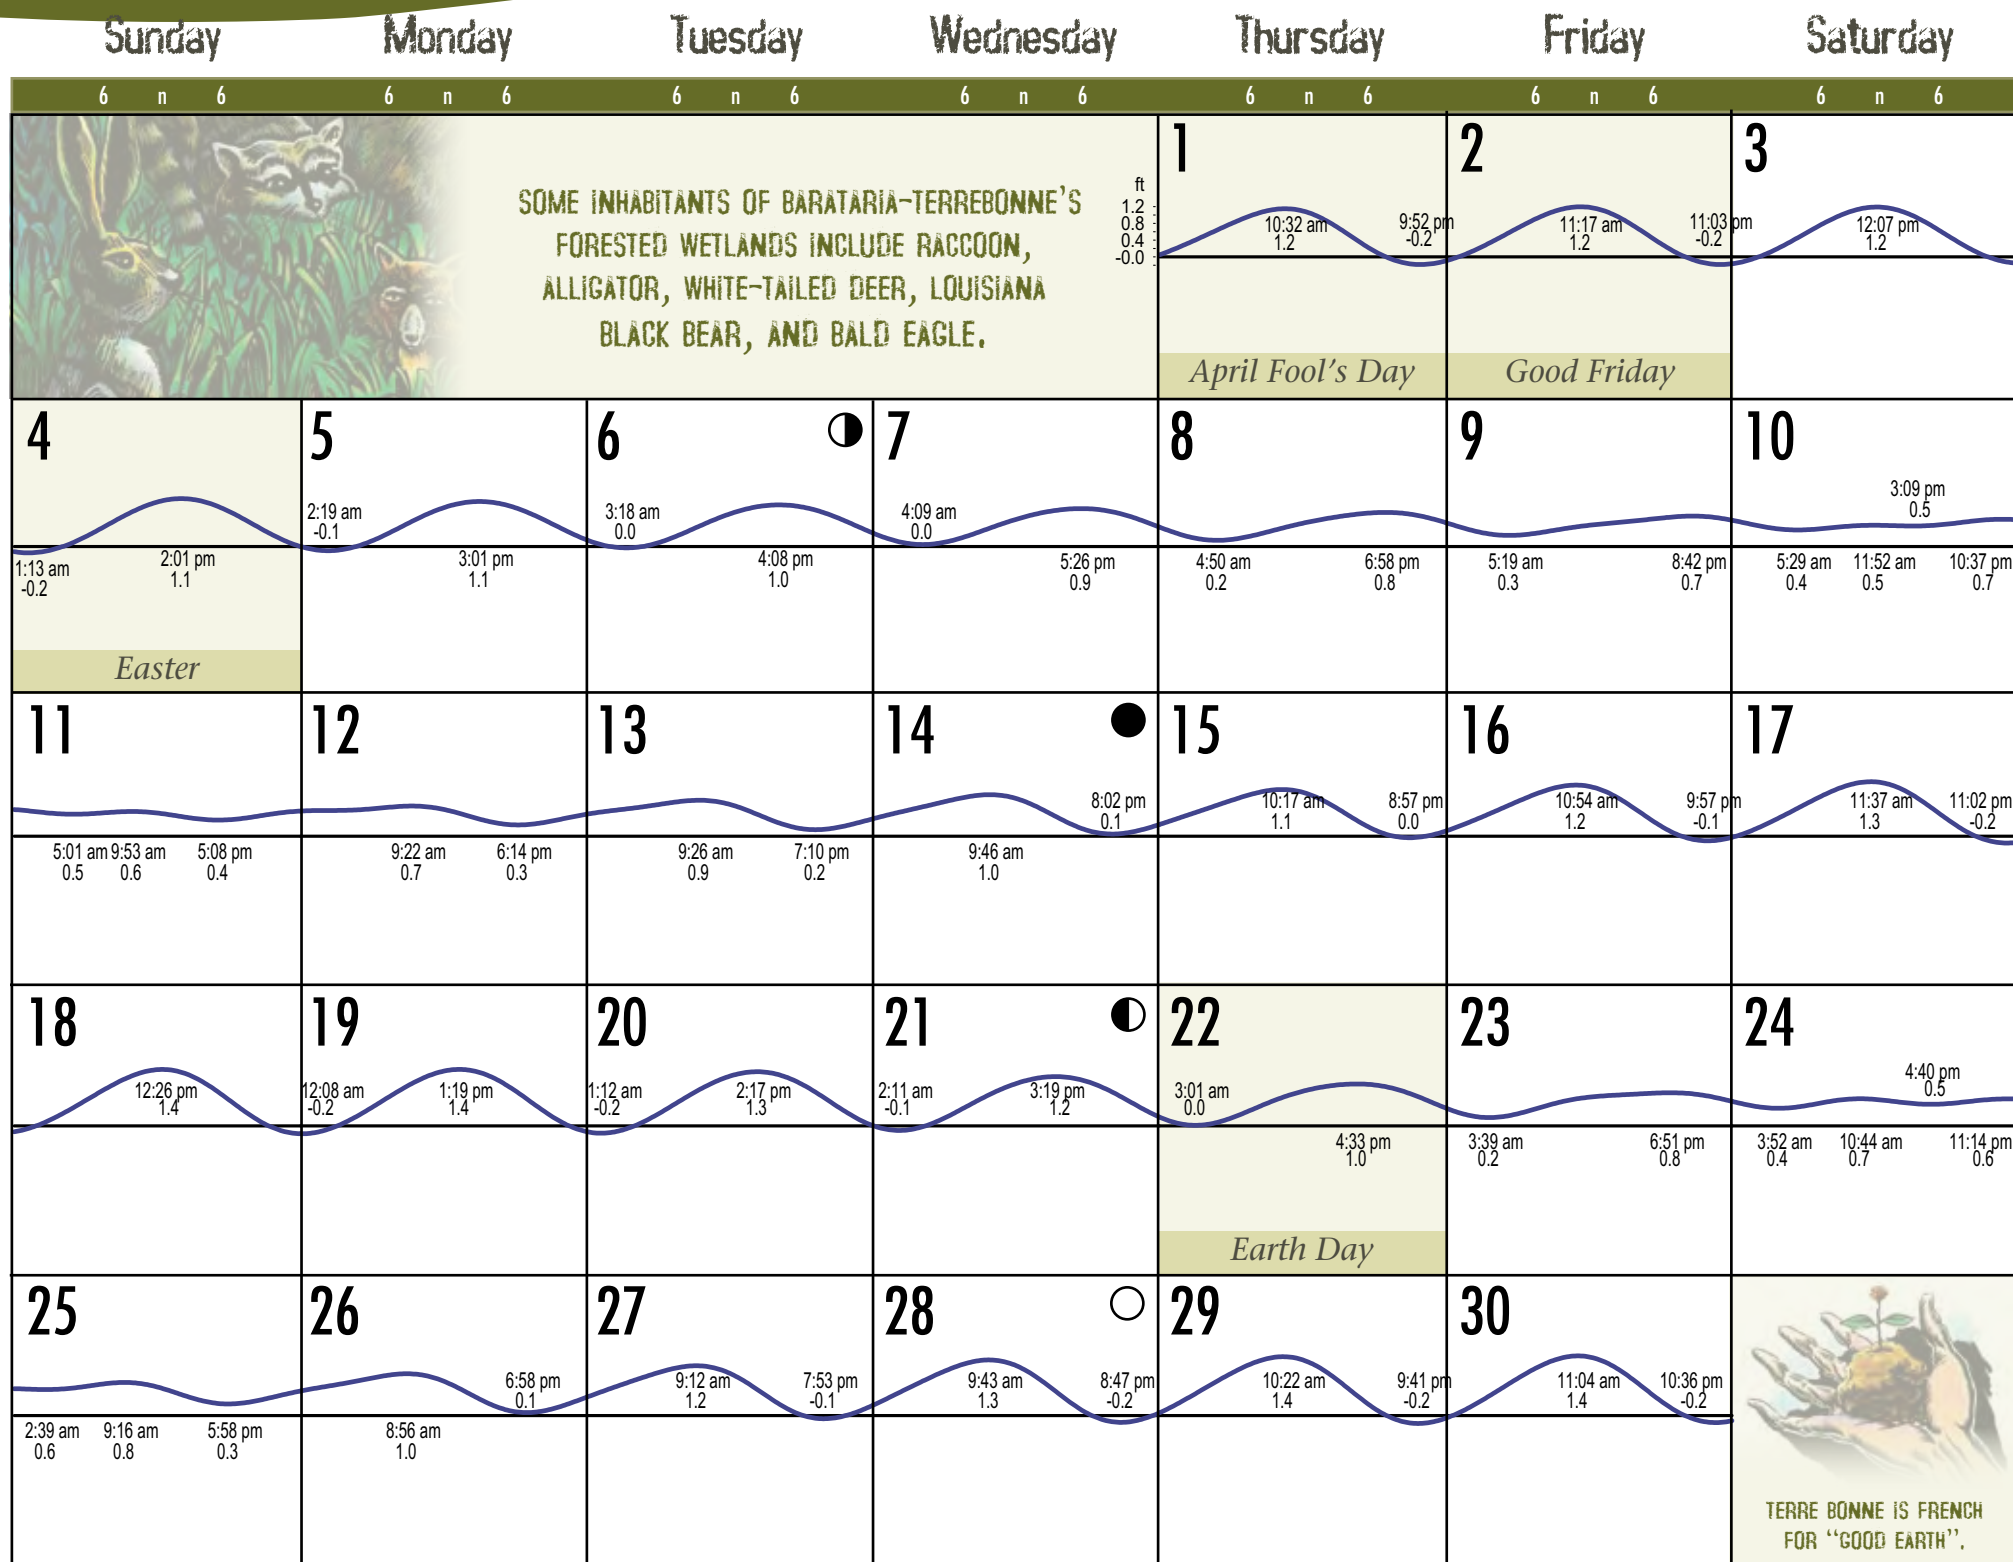 Sunday Monday Tuesday Wednesday Thursday Friday Saturday
6 n 6 6 n 6 6 n 6 6 n 6 6 n 6 6 n 6 6 n 6
SOME INHABITANTS OF BARATARIA-TERREBONNE'S
FORESTED WETLANDS INCLUDE RACCOON,
ALLIGATOR, WHITE-TAILED DEER, LOUISIANA
BLACK BEAR, AND BALD EAGLE.
ft
1.2
0.8
0.4
-0.0
1
10:32 am 9:52 pm
1.2 -0.2
April Fool's Day
2
11:17 am 11:03 pm
1.2 -0.2
Good Friday
3
12:07 pm
1.2
4
1:13 am 2:01 pm
-0.2 1.1
Easter
5
2:19 am
-0.1
3:01 pm
1.1
6
3:18 am
0.0
4:08 pm
1.0
7
4:09 am
0.0
5:26 pm
0.9
8
4:50 am 6:58 pm
0.2 0.8
9
5:19 am 8:42 pm
0.3 0.7
10
3:09 pm
0.5
5:29 am 11:52 am 10:37 pm
0.4 0.5 0.7
11
5:01 am 9:53 am 5:08 pm
0.5 0.6 0.4
12
9:22 am 6:14 pm
0.7 0.3
13
9:26 am 7:10 pm
0.9 0.2
14
8:02 pm
0.1
9:46 am
1.0
15
10:17 am 8:57 pm
1.1 0.0
16
10:54 am 9:57 pm
1.2 -0.1
17
11:37 am 11:02 pm
1.3 -0.2
18
12:26 pm
1.4
19
12:08 am 1:19 pm
-0.2 1.4
20
1:12 am 2:17 pm
-0.2 1.3
21
2:11 am 3:19 pm
-0.1 1.2
22
3:01 am
0.0
4:33 pm
1.0
Earth Day
23
3:39 am 6:51 pm
0.2 0.8
24
4:40 pm
0.5
3:52 am 10:44 am 11:14 pm
0.4 0.7 0.6
25
2:39 am 9:16 am 5:58 pm
0.6 0.8 0.3
26
6:58 pm
0.1
8:56 am
1.0
27
9:12 am 7:53 pm
1.2 -0.1
28
9:43 am 8:47 pm
1.3 -0.2
29
10:22 am 9:41 pm
1.4 -0.2
30
11:04 am 10:36 pm
1.4 -0.2
TERRE BONNE IS FRENCH
FOR "GOOD EARTH".